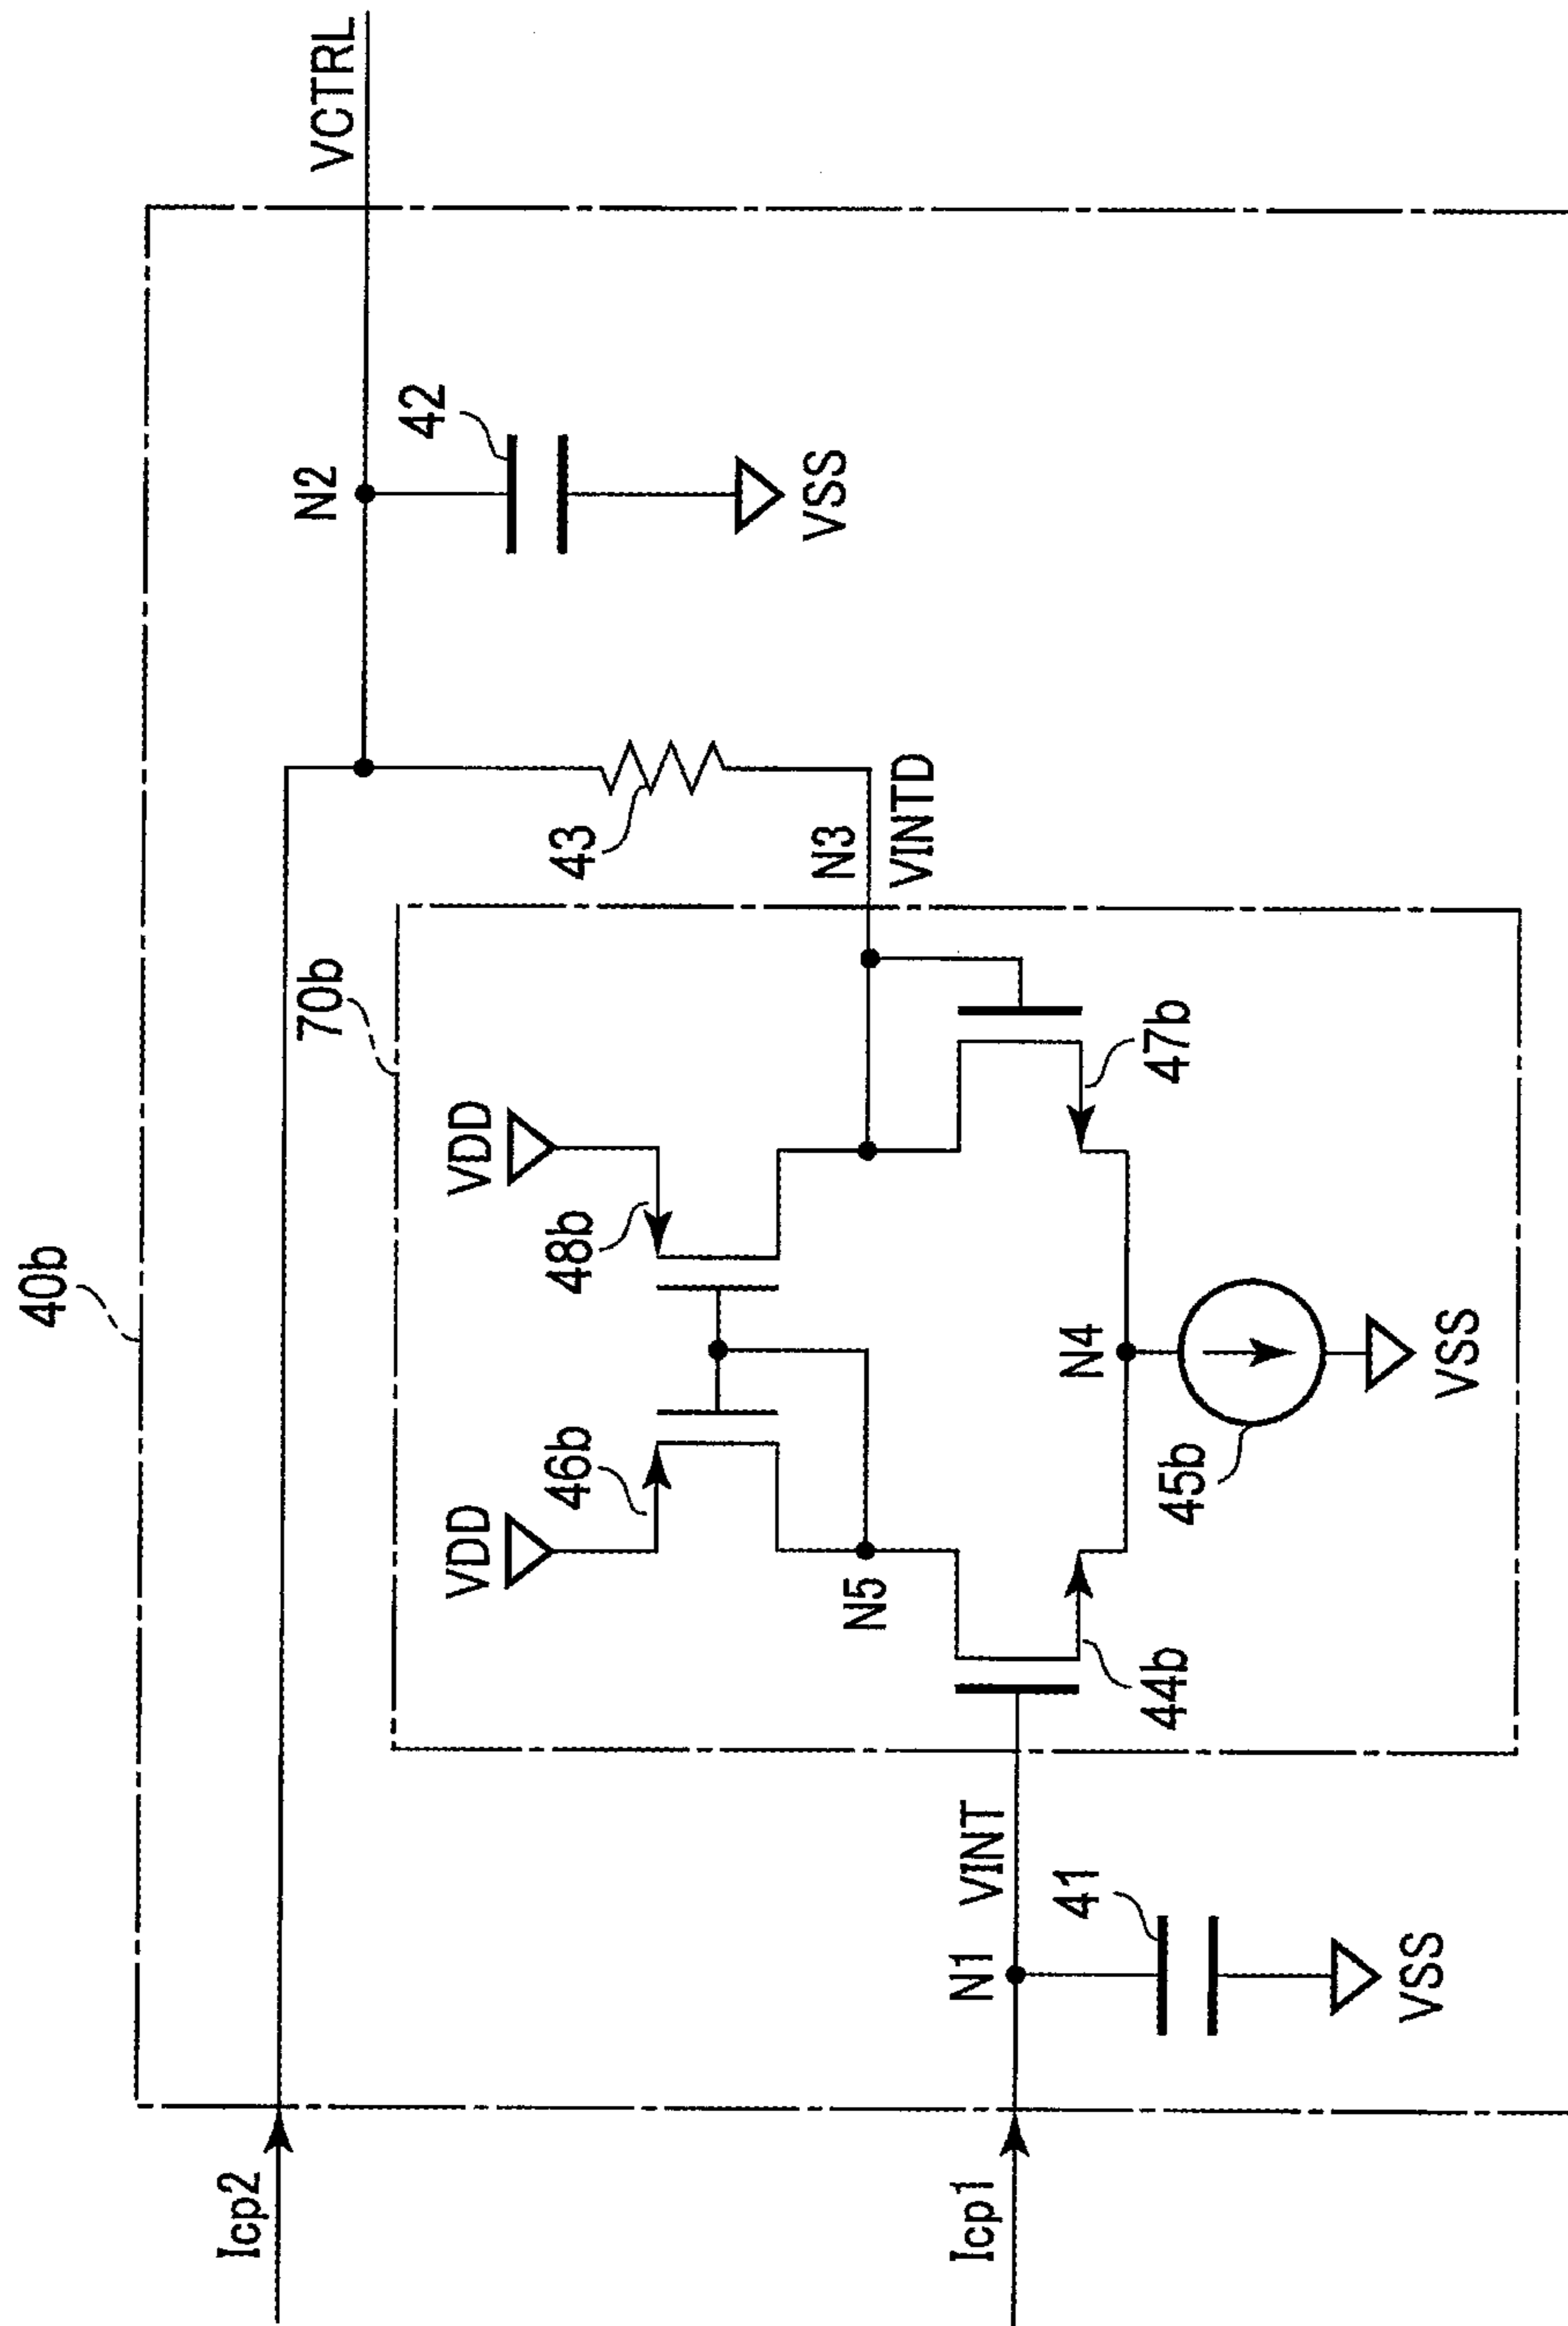 40b
Icp2
VCTRL
N2
42
VSS
43
70b
VDD
VDD
46b
48b
N3
VINTD
N5
N4
47b
44b
45b
VSS
Icp1
N1
VINT
41
VSS